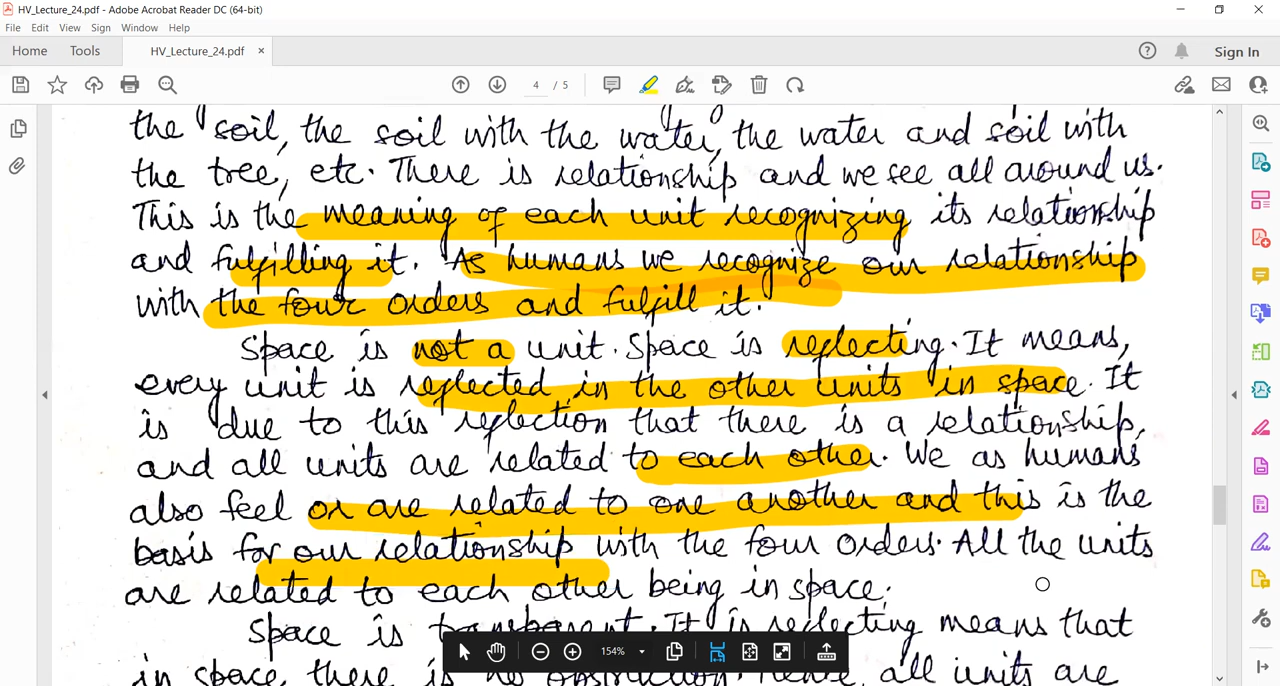 HV_Lecture_24.pdf - Adobe Acrobat Reader DC (64-bit)
File Edit View Sign Window Help
Home Tools HV_Lecture_24.pdf × Sign In
4 / 5
the soil, the soil with the water, the water and soil with
the tree, etc. There is relationship and we see all around us.
This is the meaning of each unit recognizing its relationship
and fulfilling it. As humans we recognize our relationship
with the four orders and fulfill it.
Space is not a unit. Space is reflecting. It means,
every unit is reflected in the other units in space. It
is due to this reflection that there is a relationship,
and all units are related to each other. We as humans
also feel or are related to one another and this is the
basis for our relationship with the four orders. All the units
are related to each other being in space.
Space is transparent. It is reflecting means that
154%
in space there is no obstruction. Hence, all units are